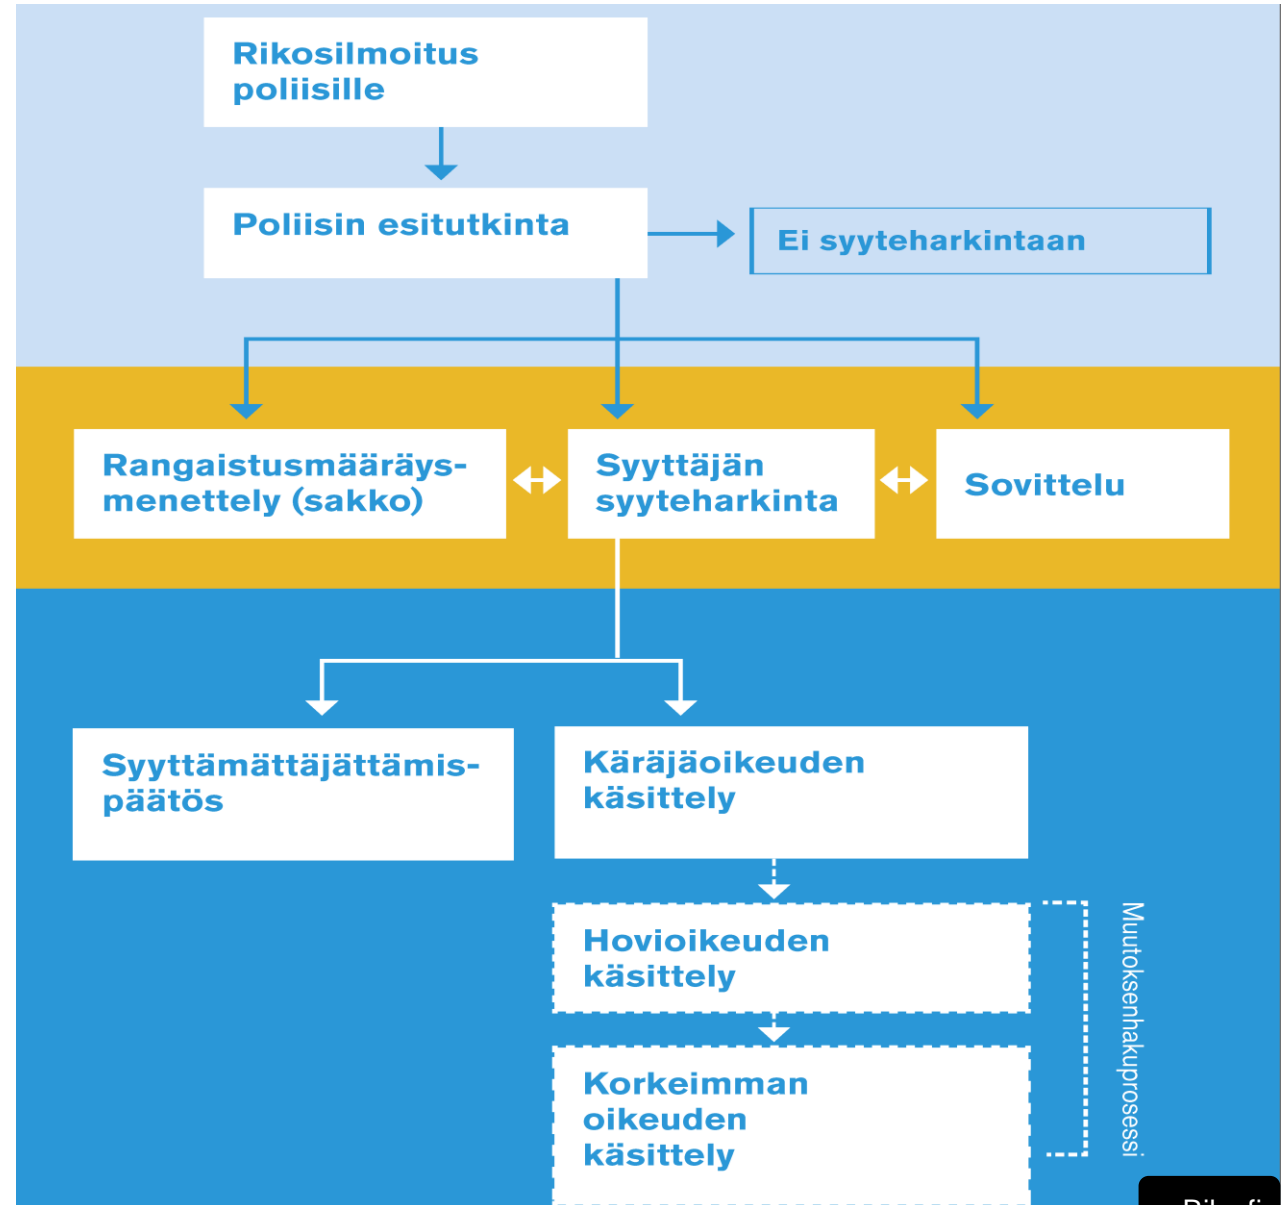 Rikosilmoitus
poliisille
Poliisin esitutkinta
Ei syyteharkintaan
Rangaistusmääräys-
menettely (sakko)
Syyttäjän
syyteharkinta
Sovittelu
Syyttämättäjättämis-
päätös
Käräjäoikeuden
käsittely
Hovioikeuden
käsittely
Korkeimman
oikeuden
käsittely
Muutoksenhakuprosessi